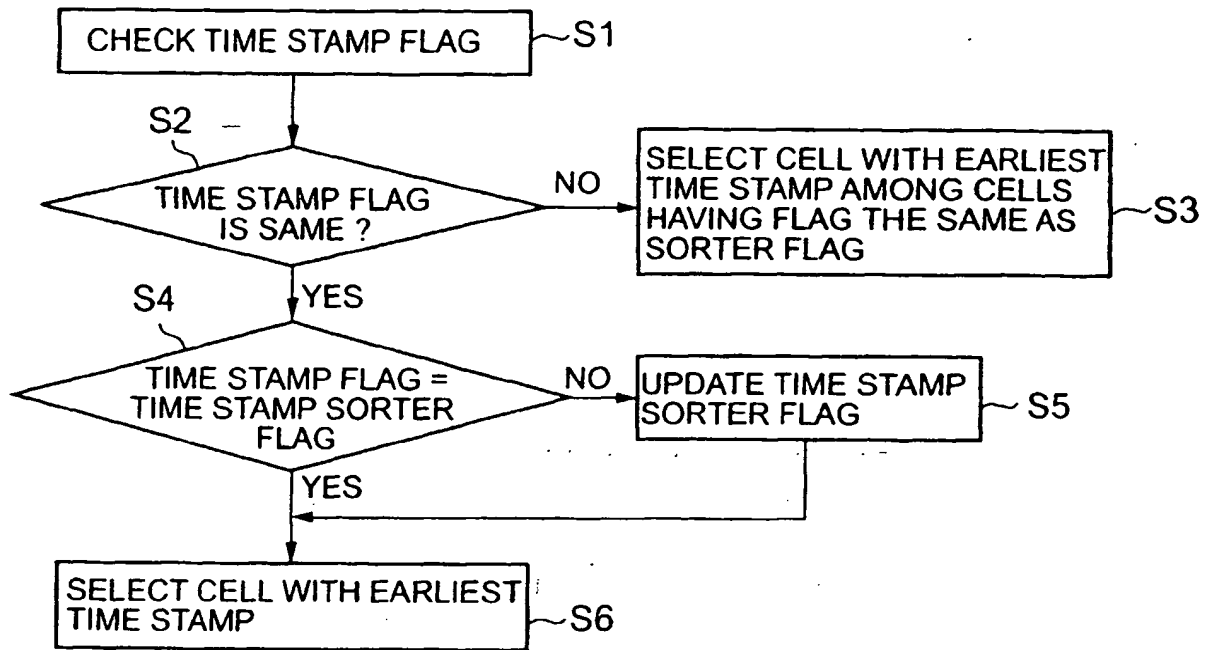 CHECK TIME STAMP FLAG
S1
S2
TIME STAMP FLAG
IS SAME ?
NO
SELECT CELL WITH EARLIEST
TIME STAMP AMONG CELLS
HAVING FLAG THE SAME AS
SORTER FLAG
S3
YES
S4
TIME STAMP FLAG =
TIME STAMP SORTER
FLAG
NO
UPDATE TIME STAMP
SORTER FLAG
S5
YES
SELECT CELL WITH EARLIEST
TIME STAMP
S6